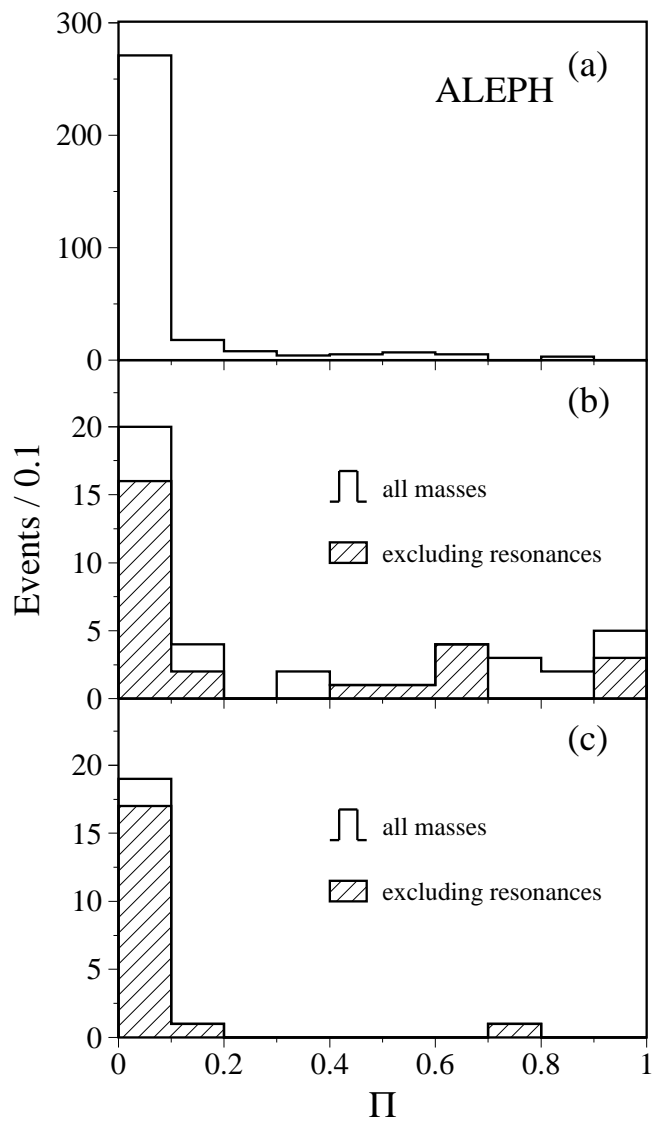 300
(a)
ALEPH
200
100
0
(b)
20
all masses
15
excluding resonances
10
5
0
Events / 0.1
(c)
20
all masses
15
excluding resonances
10
5
0
0 0.2 0.4 0.6 0.8 1
Π